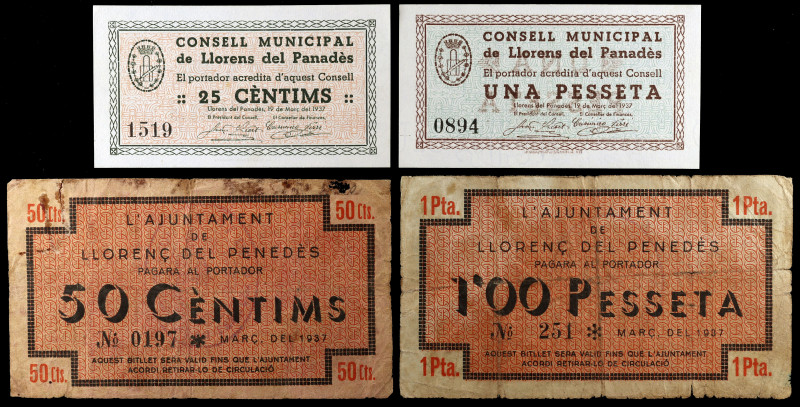 CONSELL MUNICIPAL
de Llorens del Panadès
El portador acredita d'aquest Consell
:: 25 CÈNTIMS ::
Llorens del Panadès, 19 de Març del 1937
El President del Consell, El Conseller de Finances,
1519
CONSELL MUNICIPAL
de Llorens del Panadès
El portador acredita d'aquest Consell
UNA PESSETA
Llorens del Panadès, 19 de Març del 1937
El President del Consell, El Conseller de Finances,
0894
50 Cts. 50 Cts.
L'AJUNTAMENT
DE
LLORENÇ DEL PENEDÈS
PAGARA AL PORTADOR
50 CÈNTIMS
Nº 0197 * MARÇ, DEL 1937
AQUEST BITLLET SERA VALID FINS QUE L'AJUNTAMENT
ACORDI RETIRAR-LO DE CIRCULACIÓ
50 Cts. 50 Cts.
1 Pta. 1 Pta.
L'AJUNTAMENT
DE
LLORENÇ DEL PENEDÈS
PAGARA AL PORTADOR
1'00 PESSETA
Nº 251 * MARÇ, DEL 1937
AQUEST BITLLET SERA VALID FINS QUE L'AJUNTAMENT
ACORDI RETIRAR-LO DE CIRCULACIÓ
1 Pta. 1 Pta.